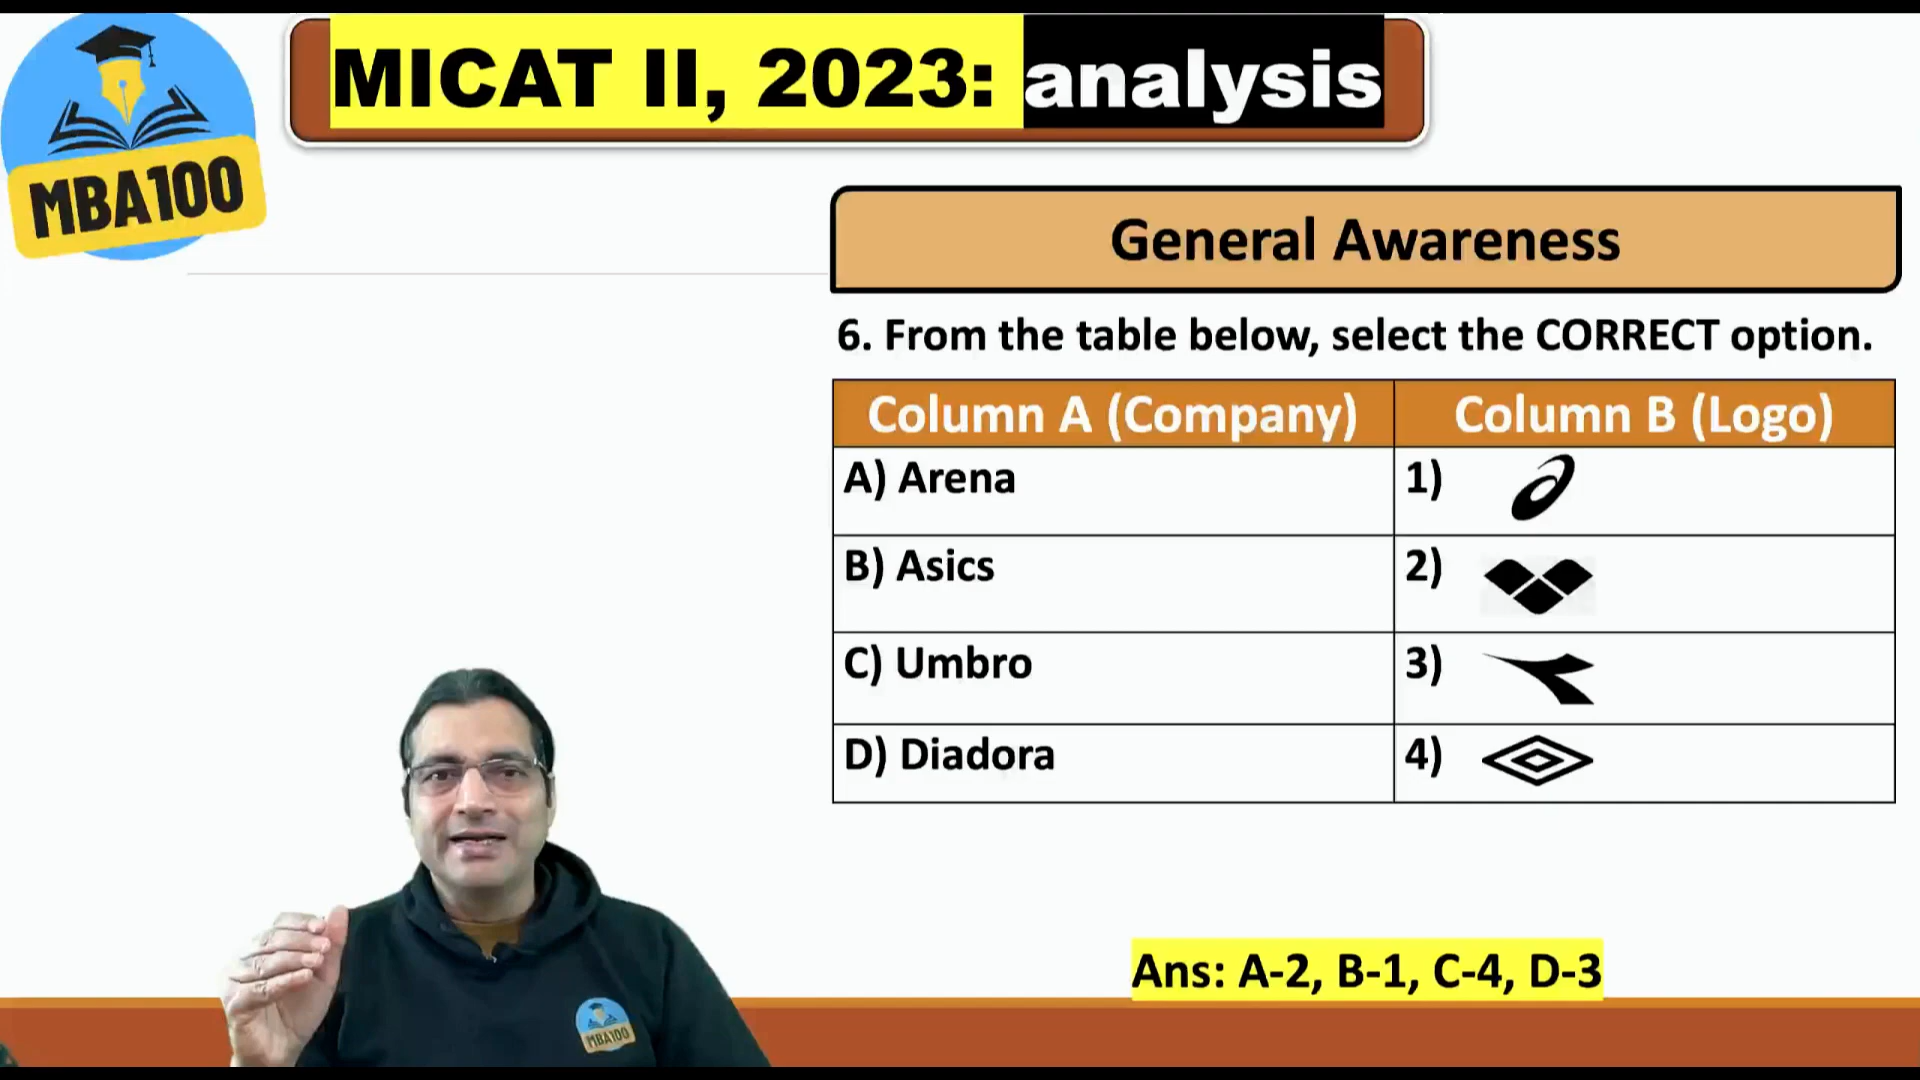 MBA100
MICAT II, 2023: analysis
General Awareness
6. From the table below, select the CORRECT option.
Column A (Company) Column B (Logo)
A) Arena 1)
B) Asics 2)
C) Umbro 3)
D) Diadora 4)
Ans: A-2, B-1, C-4, D-3
MBA100